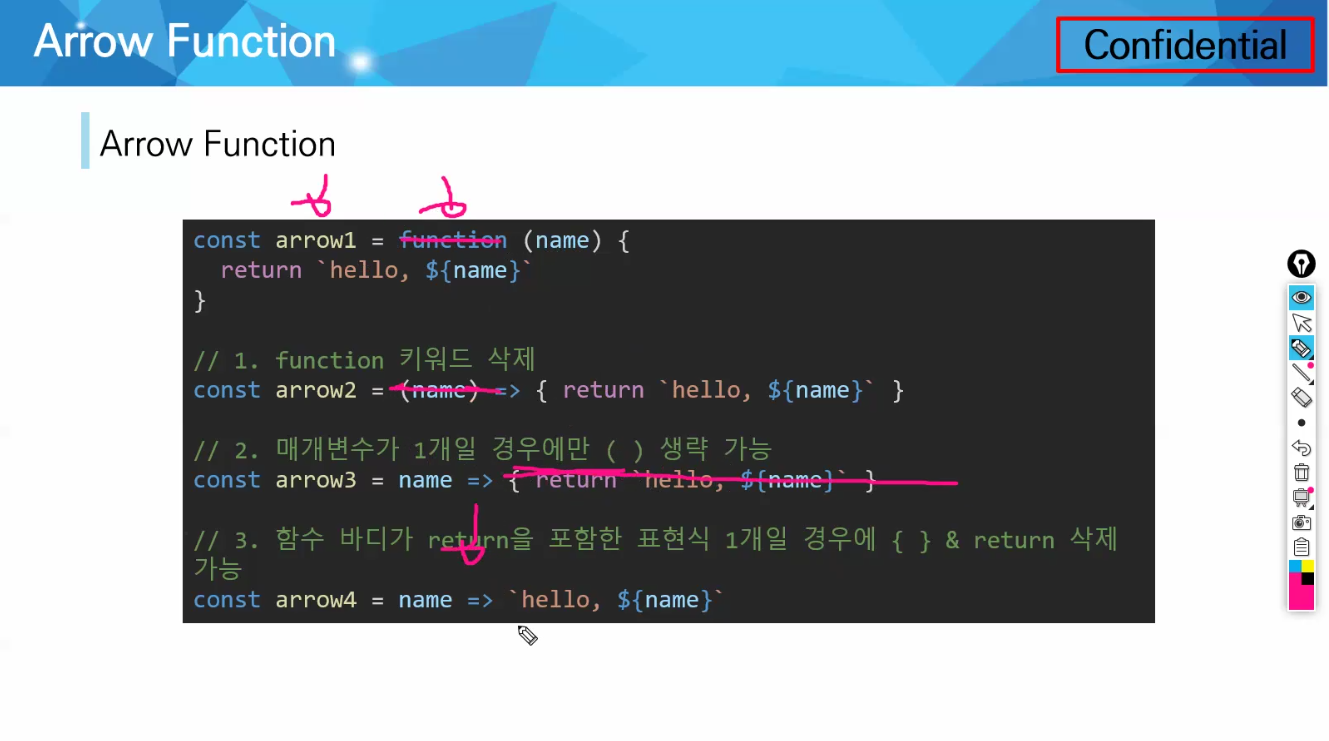 Arrow Function
Confidential
Arrow Function
const arrow1 = function (name) {
  return `hello, ${name}`
}
// 1. function 키워드 삭제
const arrow2 = (name) => { return `hello, ${name}` }
// 2. 매개변수가 1개일 경우에만 ( ) 생략 가능
const arrow3 = name => { return `hello, ${name}` }
// 3. 함수 바디가 return을 포함한 표현식 1개일 경우에 { } & return 삭제
가능
const arrow4 = name => `hello, ${name}`